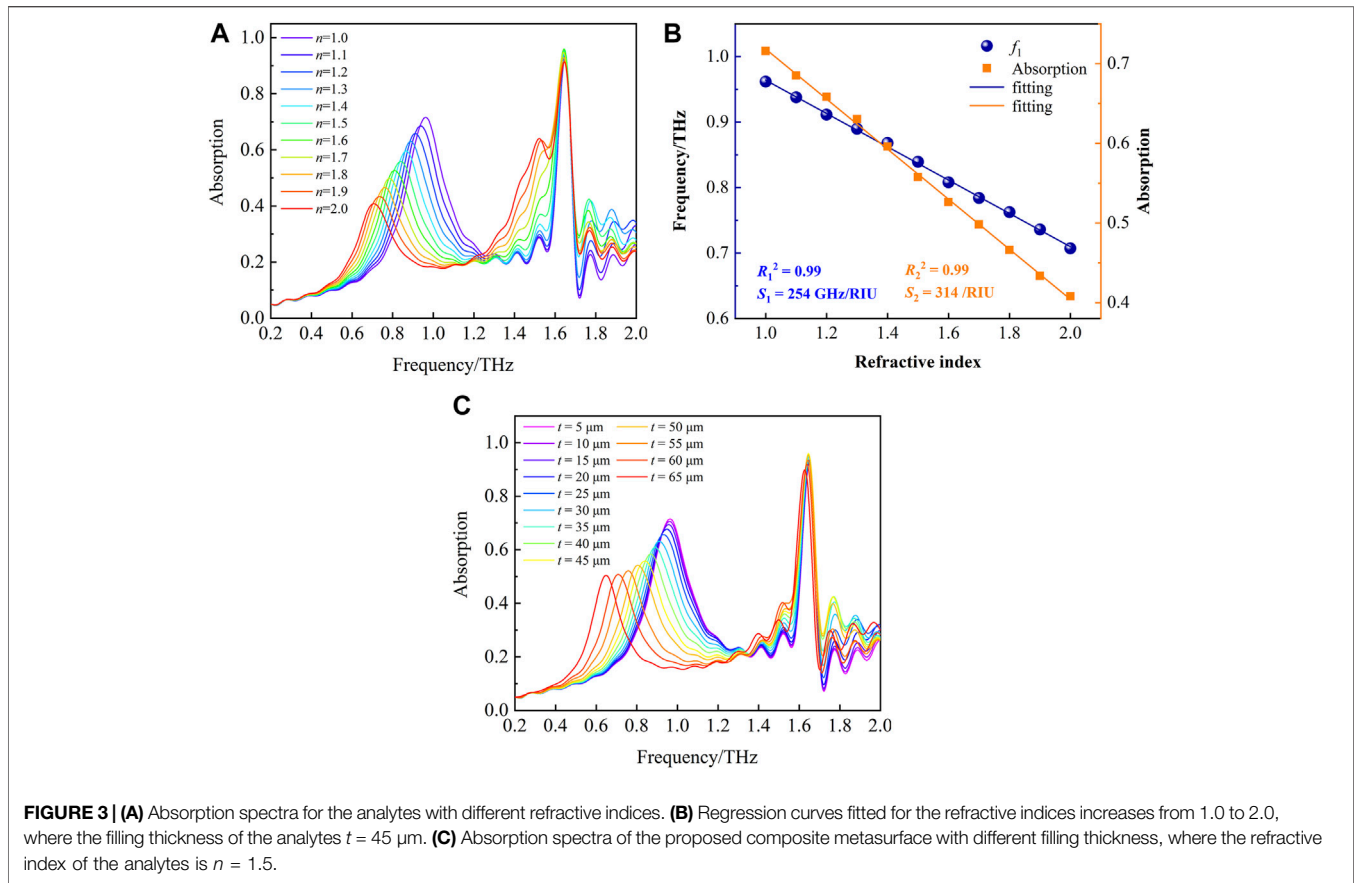 A
n=1.0
n=1.1
n=1.2
n=1.3
n=1.4
n=1.5
n=1.6
n=1.7
n=1.8
n=1.9
n=2.0
1.0
0.8
0.6
0.4
0.2
0.0
Absorption
0.2 0.4 0.6 0.8 1.0 1.2 1.4 1.6 1.8 2.0
Frequency/THz
B
f₁
Absorption
fitting
fitting
1.0
0.9
0.8
0.7
0.6
Frequency/THz
0.7
0.6
0.5
0.4
Absorption
R₁² = 0.99
S₁ = 254 GHz/RIU
R₂² = 0.99
S₂ = 314 /RIU
1.0 1.2 1.4 1.6 1.8 2.0
Refractive index
C
t = 5 μm
t = 10 μm
t = 15 μm
t = 20 μm
t = 25 μm
t = 30 μm
t = 35 μm
t = 40 μm
t = 45 μm
t = 50 μm
t = 55 μm
t = 60 μm
t = 65 μm
1.0
0.8
0.6
0.4
0.2
0.0
Absorption
0.2 0.4 0.6 0.8 1.0 1.2 1.4 1.6 1.8 2.0
Frequency/THz
FIGURE 3 | (A) Absorption spectra for the analytes with different refractive indices. (B) Regression curves fitted for the refractive indices increases from 1.0 to 2.0,
where the filling thickness of the analytes t = 45 μm. (C) Absorption spectra of the proposed composite metasurface with different filling thickness, where the refractive
index of the analytes is n = 1.5.